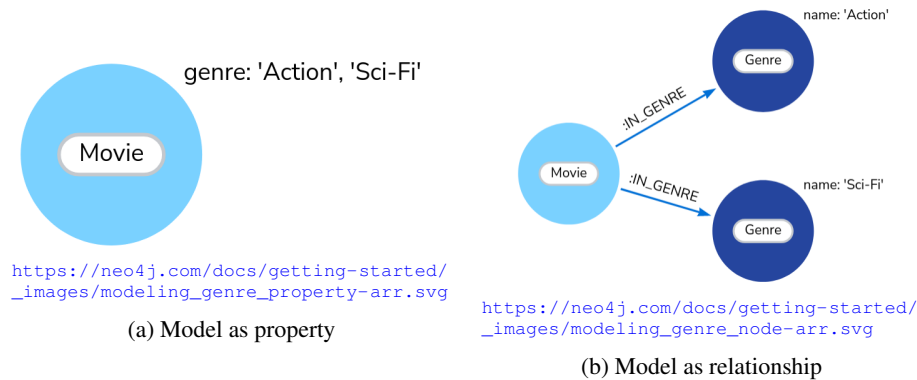 genre: 'Action', 'Sci-Fi'
Movie
https://neo4j.com/docs/getting-started/
_images/modeling_genre_property-arr.svg
(a) Model as property
name: 'Action'
Genre
:IN_GENRE
Movie
:IN_GENRE
name: 'Sci-Fi'
Genre
https://neo4j.com/docs/getting-started/
_images/modeling_genre_node-arr.svg
(b) Model as relationship